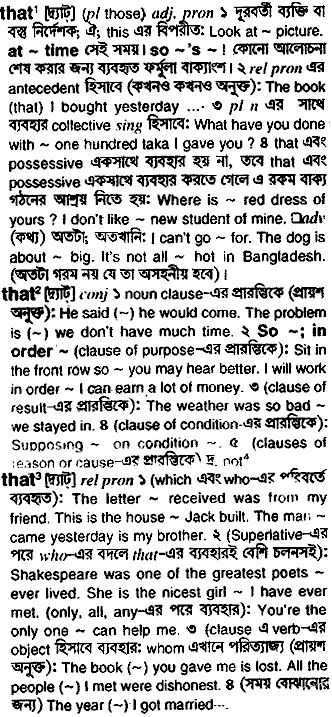 that¹ [দ্যাট্] (pl those) adj. pron ১ দূরবর্তী ব্যক্তি বা
বস্তু নির্দেশক; ঐ; this এর বিপরীত: Look at ~ picture.
at ~ time সেই সময়। so ~'s ~ ! কোনো আলোচনা
শেষ করার জন্য ব্যবহৃত ফর্মুলা বাক্যাংশ। ২ rel pron এর
antecedent হিসাবে (কখনও কখনও অনুক্ত): The book
(that) I bought yesterday .... ৩ pl n এর সাথে
ব্যবহার collective sing হিসাবে: What have you done
with ~ one hundred taka I gave you ? ৪ that এবং
possessive একসাথে ব্যবহার হয় না, তবে that এবং
possessive একসাথে ব্যবহার করতে গেলে এ রকম বাক্য
গঠনের আশ্রয় নিতে হয়: Where is ~ red dress of
yours ? I don't like ~ new student of mine. □adv
(কথ্য) অতটা; অতখানি: I can't go ~ for. The dog is
about ~ big. It's not all ~ hot in Bangladesh.
(অতটা গরম নয় যে তা অসহনীয় হবে)।
that² [দ্যাট্] conj ১ noun clause-এর প্রারম্ভিকে (প্রায়শ
অনুক্ত): He said (~) he would come. The problem
is (~) we don't have much time. ২ So ~; in
order ~ (clause of purpose-এর প্রারম্ভিকে): Sit in
the front row so ~ you may hear better. I will work
in order ~ I can earn a lot of money. ৩ (clause of
result-এর প্রারম্ভিকে): The weather was so bad ~
we stayed in. ৪ (clause of condition-এর প্রারম্ভিকে):
Supposing ~ on condition ~. ৫ (clauses of
reason or cause-এর প্রারম্ভিকে) দ্র. not⁴
that³ [দ্যাট্] rel pron ১ (which এবং who-এর পরিবর্তে
ব্যবহৃত): The letter ~ received was from my
friend. This is the house ~ Jack built. The man ~
came yesterday is my brother. ২ (Superlative-এর
পরে who-এর বদলে that-এর ব্যবহারই বেশি চলনসই):
Shakespeare was one of the greatest poets ~
ever lived. She is the nicest girl ~ I have ever
met. (only, all, any-এর পরে ব্যবহার): You're the
only one ~ can help me. ৩ (clause এ verb-এর
object হিসাবে ব্যবহার: whom এখানে পরিত্যাজ্য (প্রায়শ
অনুক্ত): The book (~) you gave me is lost. All the
people (~) I met were dishonest. ৪ (সময় বোঝানোর
জন্য) The year (~) I got married....